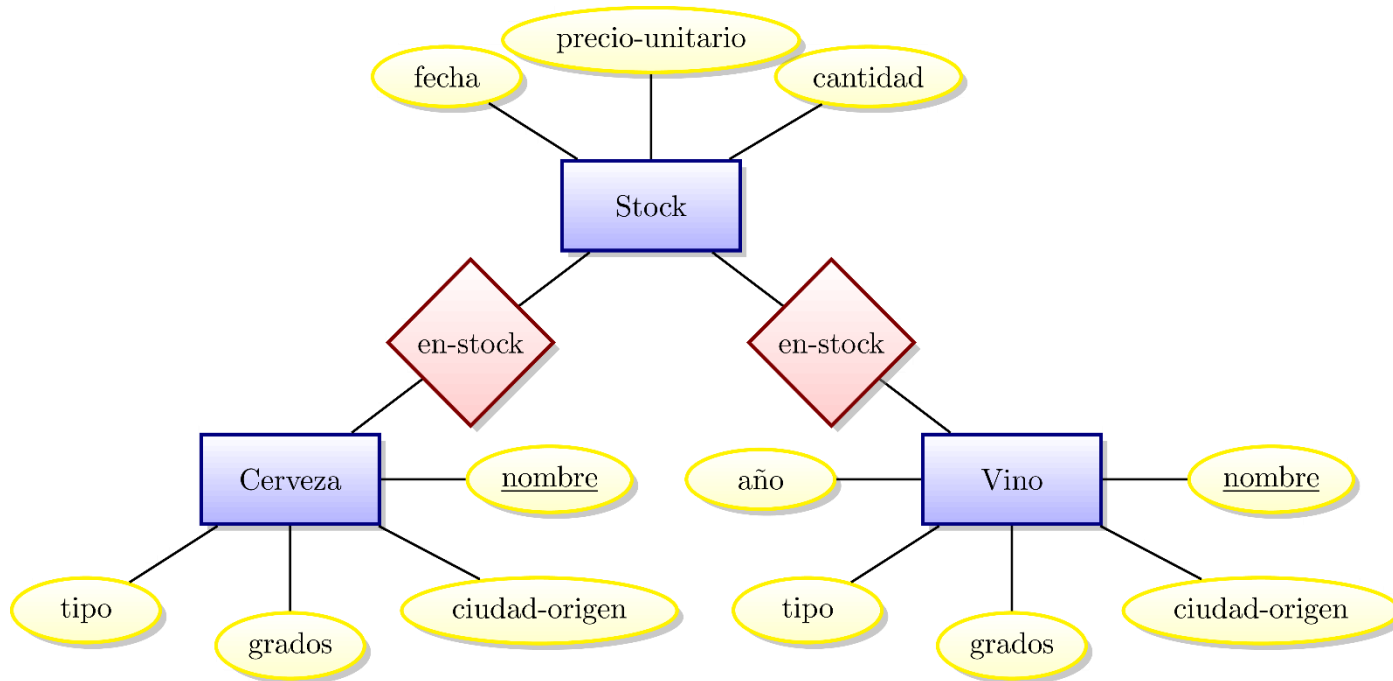 precio-unitario
fecha
cantidad
Stock
en-stock
en-stock
Cerveza
nombre
año
Vino
nombre
tipo
grados
ciudad-origen
tipo
grados
ciudad-origen